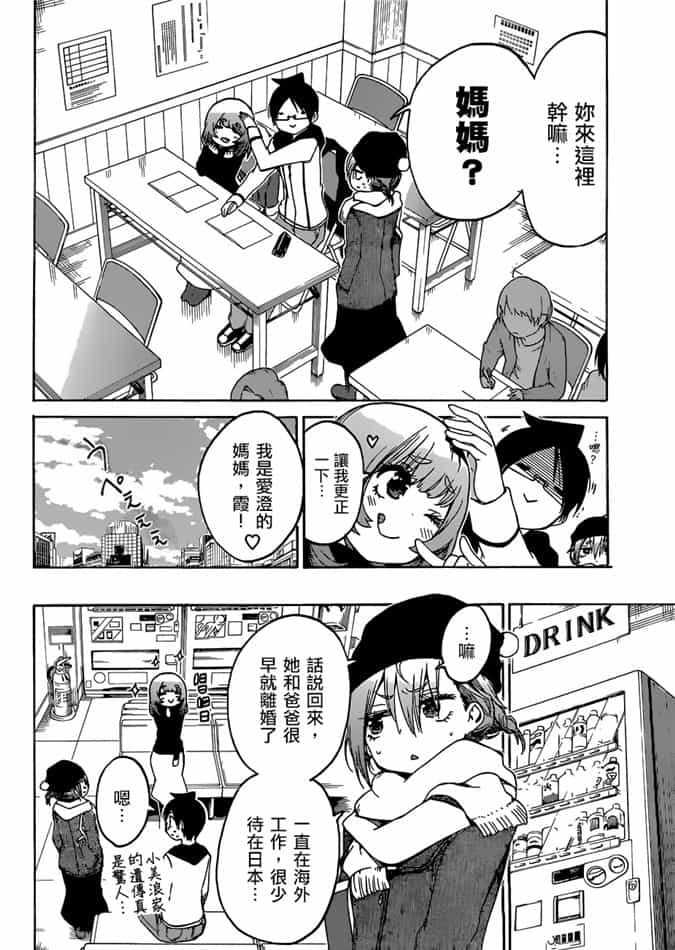 妳來這裡
幹嘛…
媽媽？
讓我更正
一下…
♡
…嗯？
我是愛澄的
媽媽，霞！
♡
うっぺぇぇぇ
DRINK
…嘛
話說回來，
她和爸爸很
早就離婚了
一直在海外
工作，很少
待在日本…
嗯…
小美浪家
的遺傳真
是驚人…